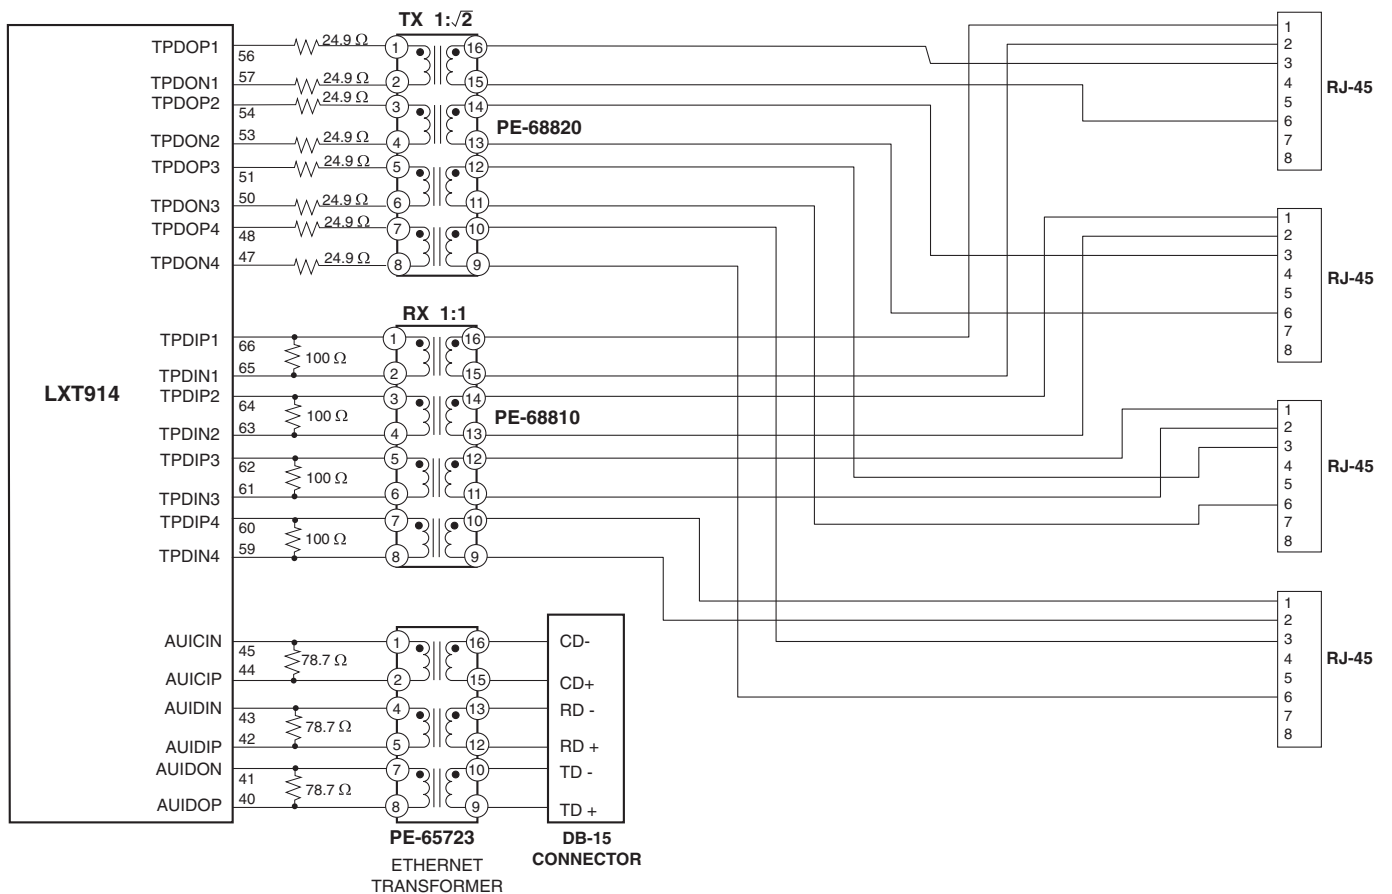 LXT914
TPDOP1 56 24.9 Ω
TPDON1 57 24.9 Ω
TPDOP2 54 24.9 Ω
TPDON2 53 24.9 Ω
TPDOP3 51 24.9 Ω
TPDON3 50 24.9 Ω
TPDOP4 48 24.9 Ω
TPDON4 47 24.9 Ω
TX 1:√2
1 16
2 15
3 14
4 13
5 12
6 11
7 10
8 9
PE-68820
TPDIP1 66
100 Ω
TPDIN1 65
TPDIP2 64
100 Ω
TPDIN2 63
TPDIP3 62
100 Ω
TPDIN3 61
TPDIP4 60
100 Ω
TPDIN4 59
RX 1:1
1 16
2 15
3 14
4 13
5 12
6 11
7 10
8 9
PE-68810
AUICIN 45
78.7 Ω
AUICIP 44
AUIDIN 43
78.7 Ω
AUIDIP 42
AUIDON 41
78.7 Ω
AUIDOP 40
1 16
2 15
4 13
5 12
7 10
8 9
PE-65723
ETHERNET
TRANSFORMER
CD-
CD+
RD -
RD +
TD -
TD +
DB-15
CONNECTOR
1
2
3
4
5
6
7
8
RJ-45
1
2
3
4
5
6
7
8
RJ-45
1
2
3
4
5
6
7
8
RJ-45
1
2
3
4
5
6
7
8
RJ-45